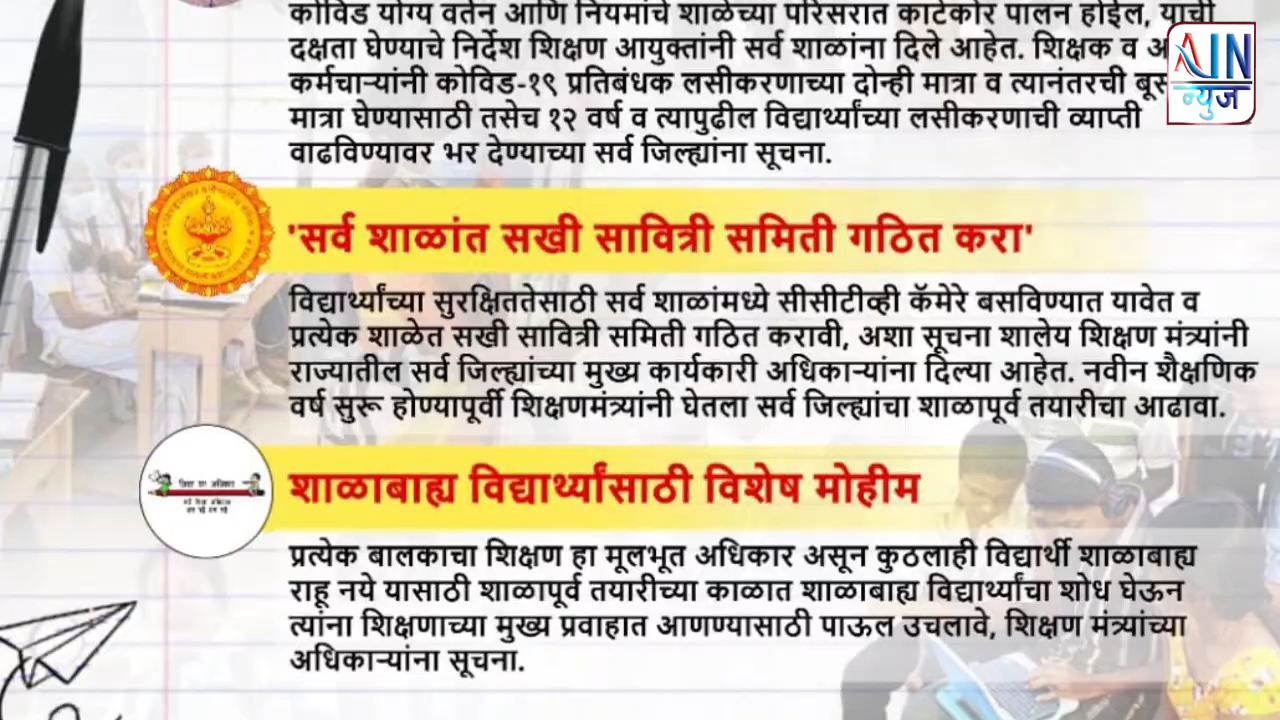 कोविड योग्य वर्तन आणि नियमांचे शाळेच्या परिसरात काटेकोर पालन होईल, याची
दक्षता घेण्याचे निर्देश शिक्षण आयुक्तांनी सर्व शाळांना दिले आहेत. शिक्षक व
कर्मचाऱ्यांनी कोविड-१९ प्रतिबंधक लसीकरणाच्या दोन्ही मात्रा व त्यानंतरची
मात्रा घेण्यासाठी तसेच १२ वर्ष व त्यापुढील विद्यार्थ्यांच्या लसीकरणाची व्याप्ती
वाढविण्यावर भर देण्याच्या सर्व जिल्ह्यांना सूचना.
AIN
न्युज
'सर्व शाळांत सखी सावित्री समिती गठित करा'
विद्यार्थ्यांच्या सुरक्षिततेसाठी सर्व शाळांमध्ये सीसीटीव्ही कॅमेरे बसविण्यात यावेत व
प्रत्येक शाळेत सखी सावित्री समिती गठित करावी, अशा सूचना शालेय शिक्षण मंत्र्यांनी
राज्यातील सर्व जिल्ह्यांच्या मुख्य कार्यकारी अधिकाऱ्यांना दिल्या आहेत. नवीन शैक्षणिक
वर्ष सुरू होण्यापूर्वी शिक्षणमंत्र्यांनी घेतला सर्व जिल्ह्यांचा शाळापूर्व तयारीचा आढावा.
शाळाबाह्य विद्यार्थ्यांसाठी विशेष मोहीम
प्रत्येक बालकाचा शिक्षण हा मूलभूत अधिकार असून कुठलाही विद्यार्थी शाळाबाह्य
राहू नये यासाठी शाळापूर्व तयारीच्या काळात शाळाबाह्य विद्यार्थ्यांचा शोध घेऊन
त्यांना शिक्षणाच्या मुख्य प्रवाहात आणण्यासाठी पाऊल उचलावे, शिक्षण मंत्र्यांच्या
अधिकाऱ्यांना सूचना.